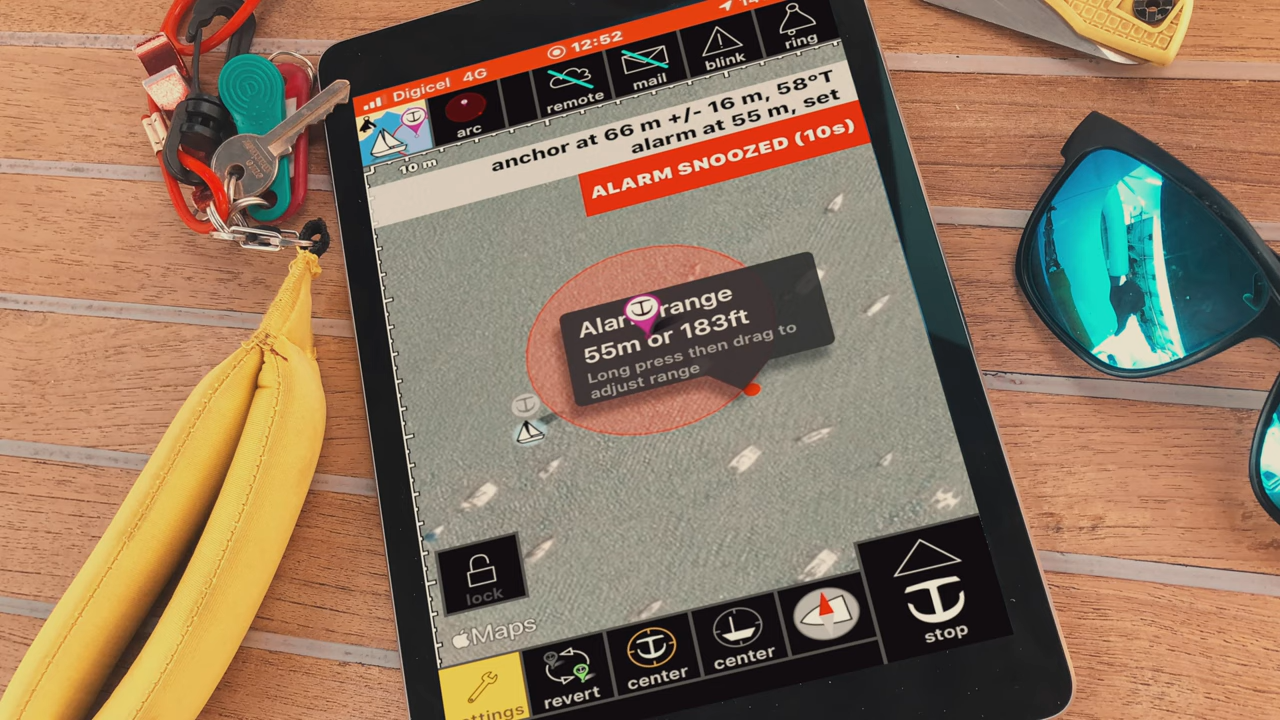 Digicel 4G
12:52
14
arc
remote
mail
blink
ring
10 m
anchor at 66 m +/- 16 m, 58°T
alarm at 55 m, set
ALARM SNOOZED (10s)
range
55m or 183ft
Long press then drag to
adjust range
lock
Maps
ettings
revert
center
center
stop